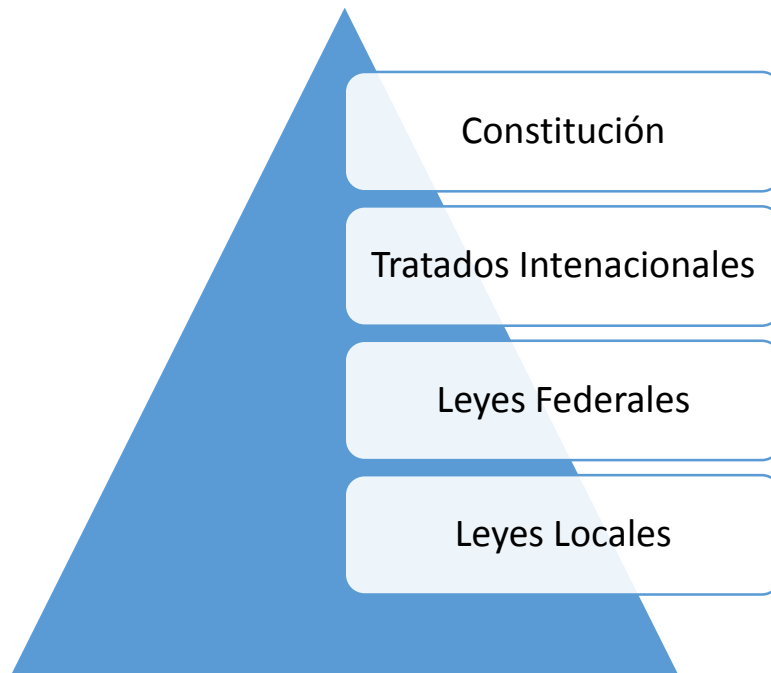 Constitución
Tratados Intenacionales
Leyes Federales
Leyes Locales